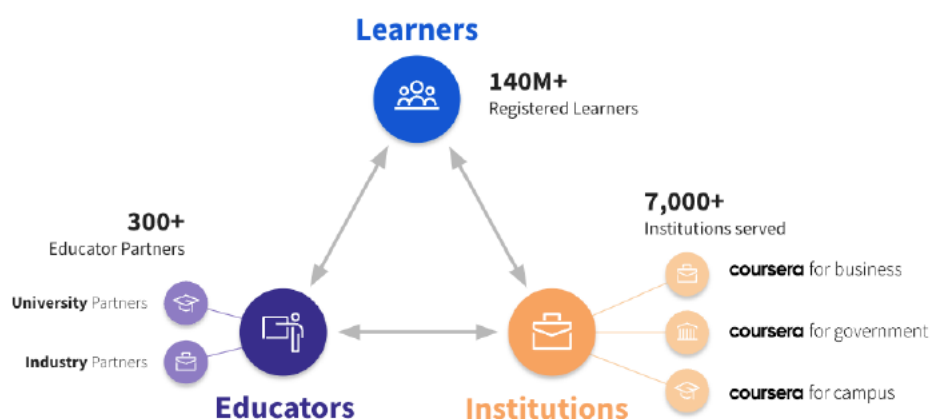 Learners
140M+
Registered Learners
300+
Educator Partners
7,000+
Institutions served
University Partners
Industry Partners
coursera for business
coursera for government
coursera for campus
Educators
Institutions